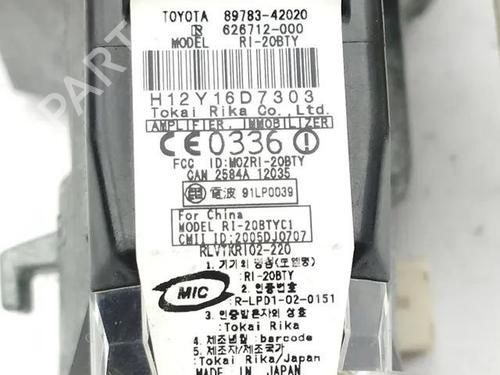 TOYOTA 89783-42020
R 626712-000
MODEL RI-20BTY
H12Y16D7303
Tokai Rika Co. Ltd.
AMPLIFIER, IMMOBILIZER
CE0336
FCC ID:MOZRI-20BTY
CAN 2584A 12035
電波 91LP0039
For China
MODEL RI-20BTYC1
CMII ID:2005DJ0707
RLVTKRI02-220
1. 기기의 명칭(모델명)
:RI-20BTY
MIC
2. 인증번호
:R-LPD1-02-0151
3. 인증받은자의 상호
:Tokai Rika
4. 제조년월:barcode
5. 제조자/제조국가
:Tokai Rika/Japan
MADE IN JAPAN